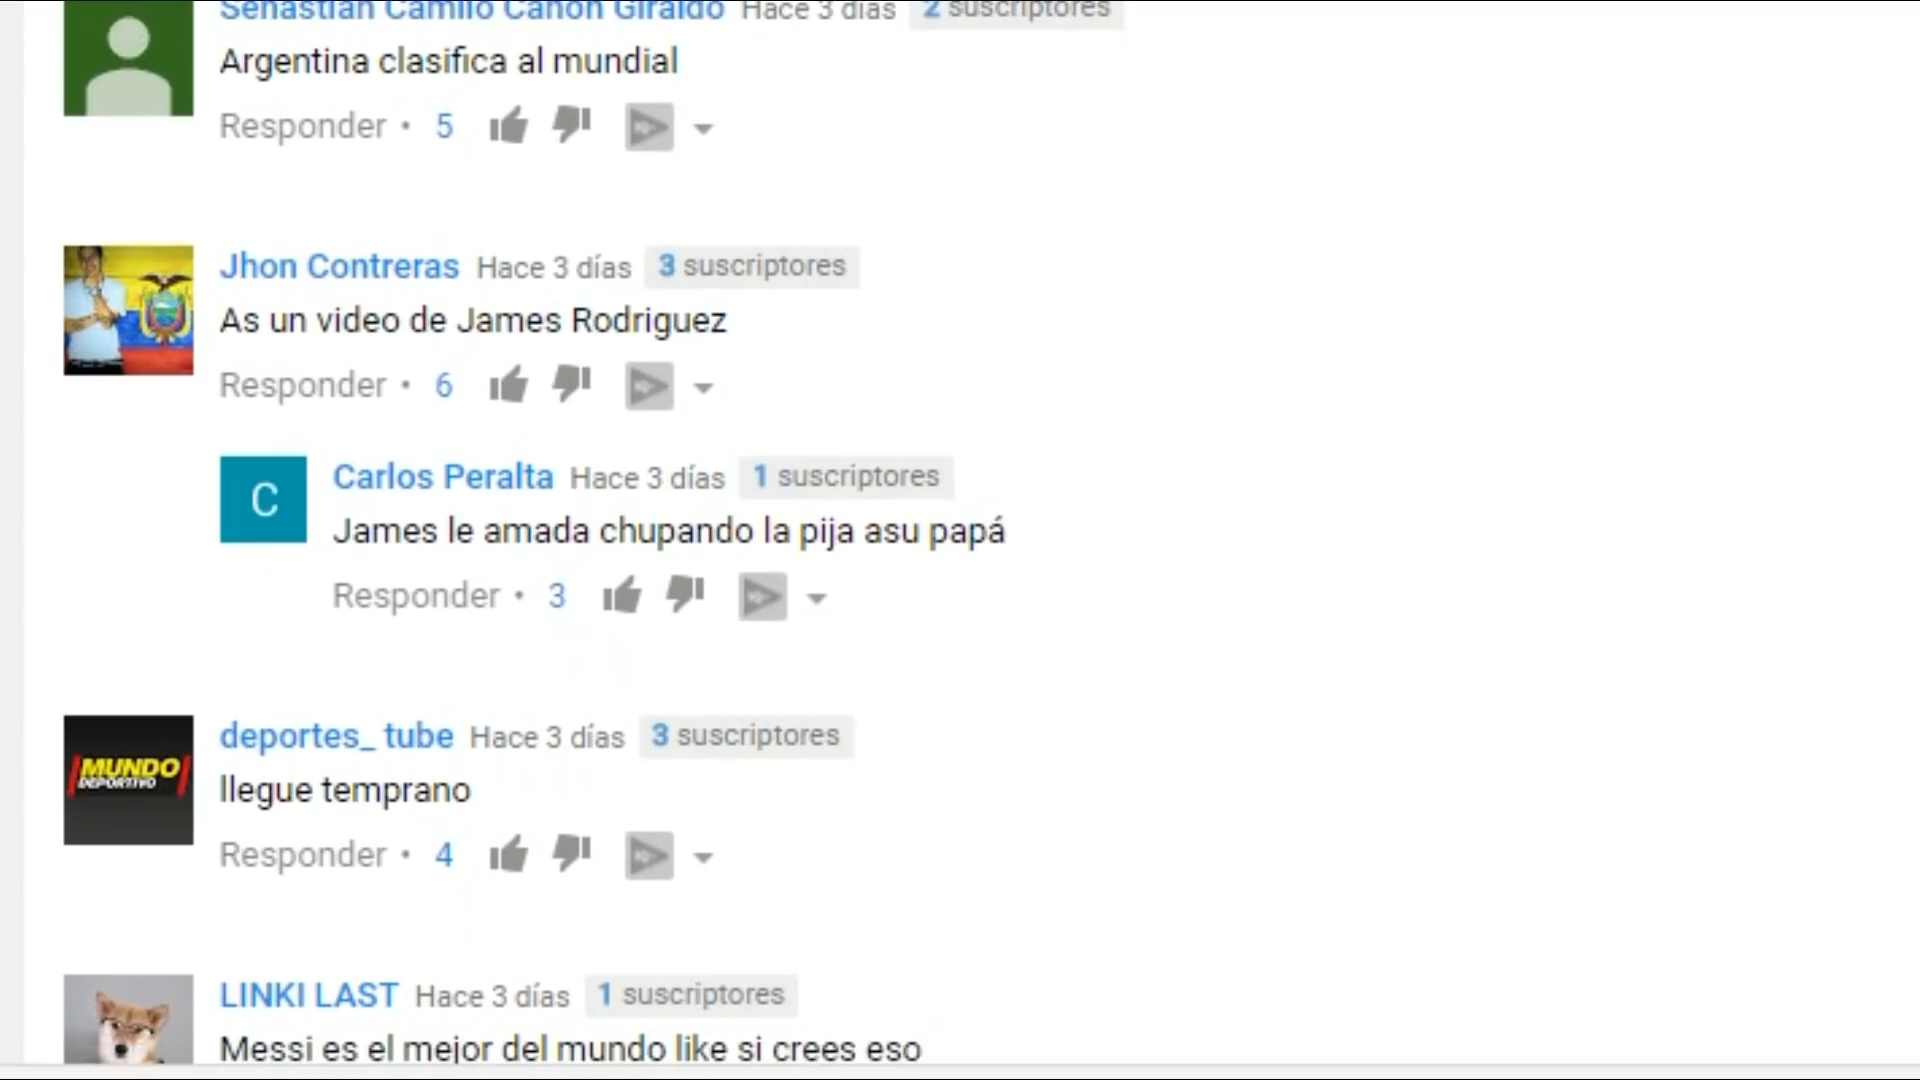 Sebastian Camilo Cañon Giraldo Hace 3 días 2 suscriptores
Argentina clasifica al mundial
Responder • 5
Jhon Contreras Hace 3 días 3 suscriptores
As un video de James Rodriguez
Responder • 6
C
Carlos Peralta Hace 3 días 1 suscriptores
James le amada chupando la pija asu papá
Responder • 3
MUNDO
DEPORTIVO
deportes_ tube Hace 3 días 3 suscriptores
llegue temprano
Responder • 4
LINKI LAST Hace 3 días 1 suscriptores
Messi es el mejor del mundo like si crees eso